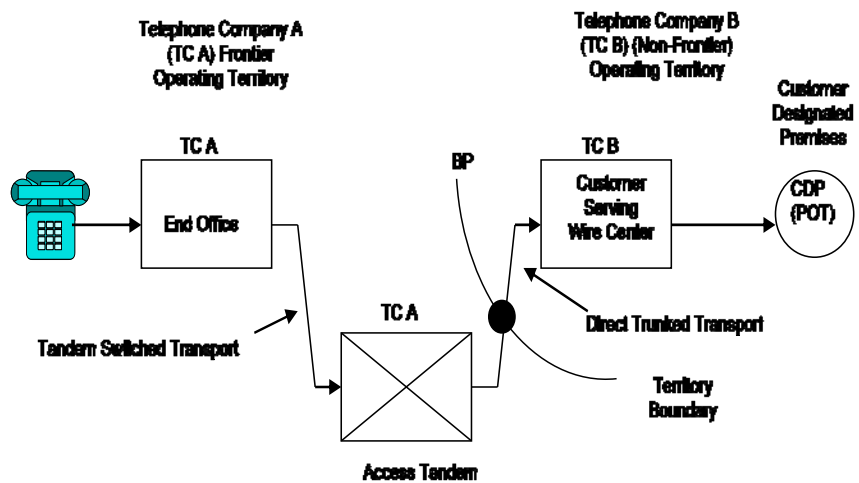 Telephone Company A
(TC A) Frontier
Operating Territory
Telephone Company B
(TC B) (Non-Frontier)
Operating Territory
Customer
Designated
Premises
TC A
End Office
BP
TC B
Customer
Serving
Wire Center
CDP
(POT)
Tandem Switched Transport
TC A
Direct Trunked Transport
Territory
Boundary
Access Tandem